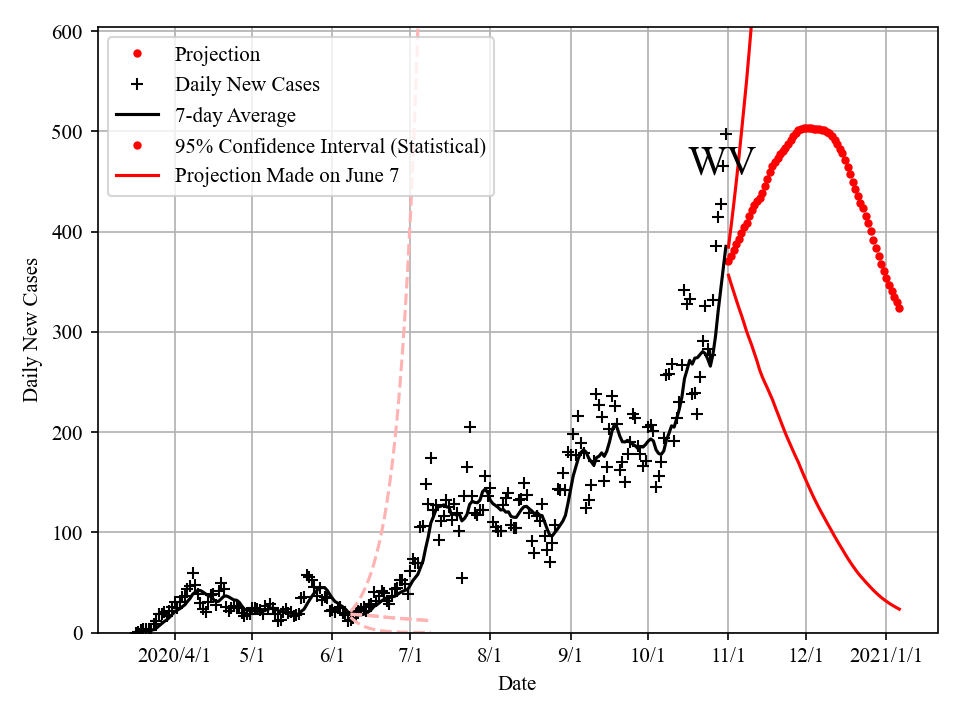 600
500
400
300
200
100
0
Daily New Cases
Projection
Daily New Cases
7-day Average
95% Confidence Interval (Statistical)
Projection Made on June 7
WV
2020/4/1 5/1 6/1 7/1 8/1 9/1 10/1 11/1 12/1 2021/1/1
Date